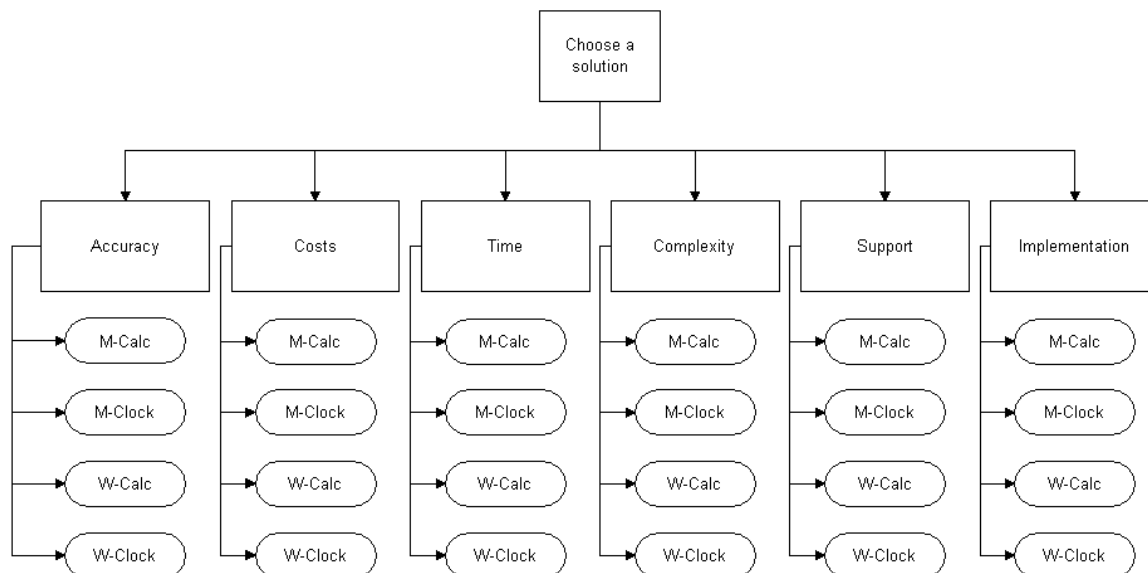 Choose a
solution
Accuracy
Costs
Time
Complexity
Support
Implementation
M-Calc
M-Calc
M-Calc
M-Calc
M-Calc
M-Calc
M-Clock
M-Clock
M-Clock
M-Clock
M-Clock
M-Clock
W-Calc
W-Calc
W-Calc
W-Calc
W-Calc
W-Calc
W-Clock
W-Clock
W-Clock
W-Clock
W-Clock
W-Clock